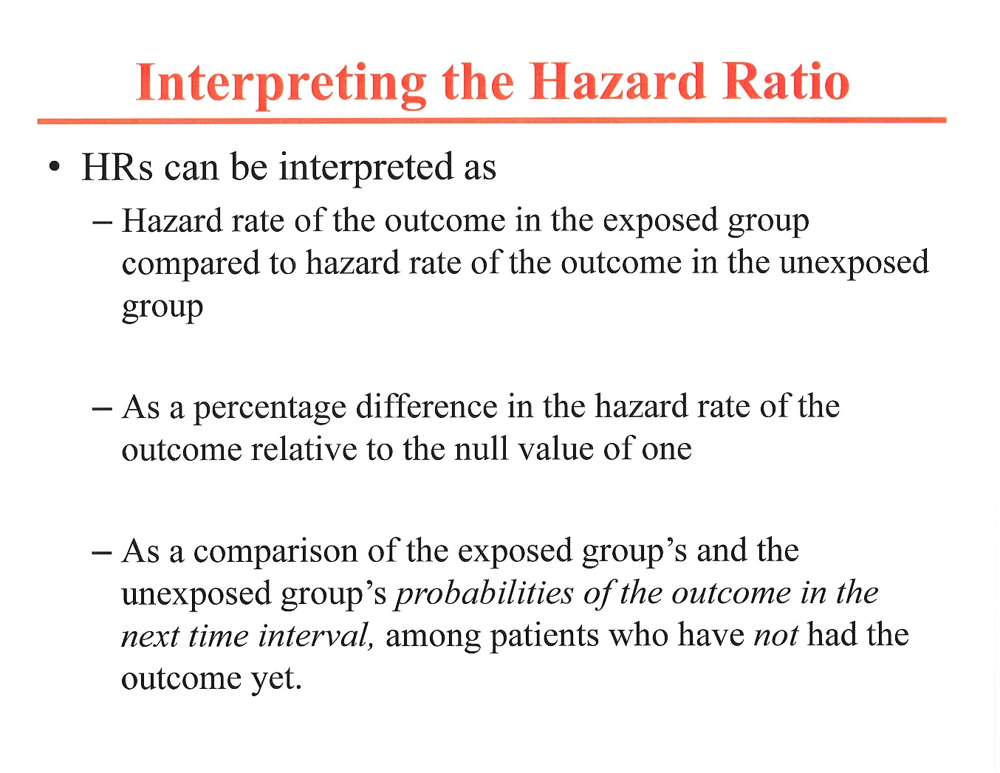 Interpreting the Hazard Ratio
• HRs can be interpreted as
– Hazard rate of the outcome in the exposed group
compared to hazard rate of the outcome in the unexposed
group
– As a percentage difference in the hazard rate of the
outcome relative to the null value of one
– As a comparison of the exposed group’s and the
unexposed group’s probabilities of the outcome in the
next time interval, among patients who have not had the
outcome yet.